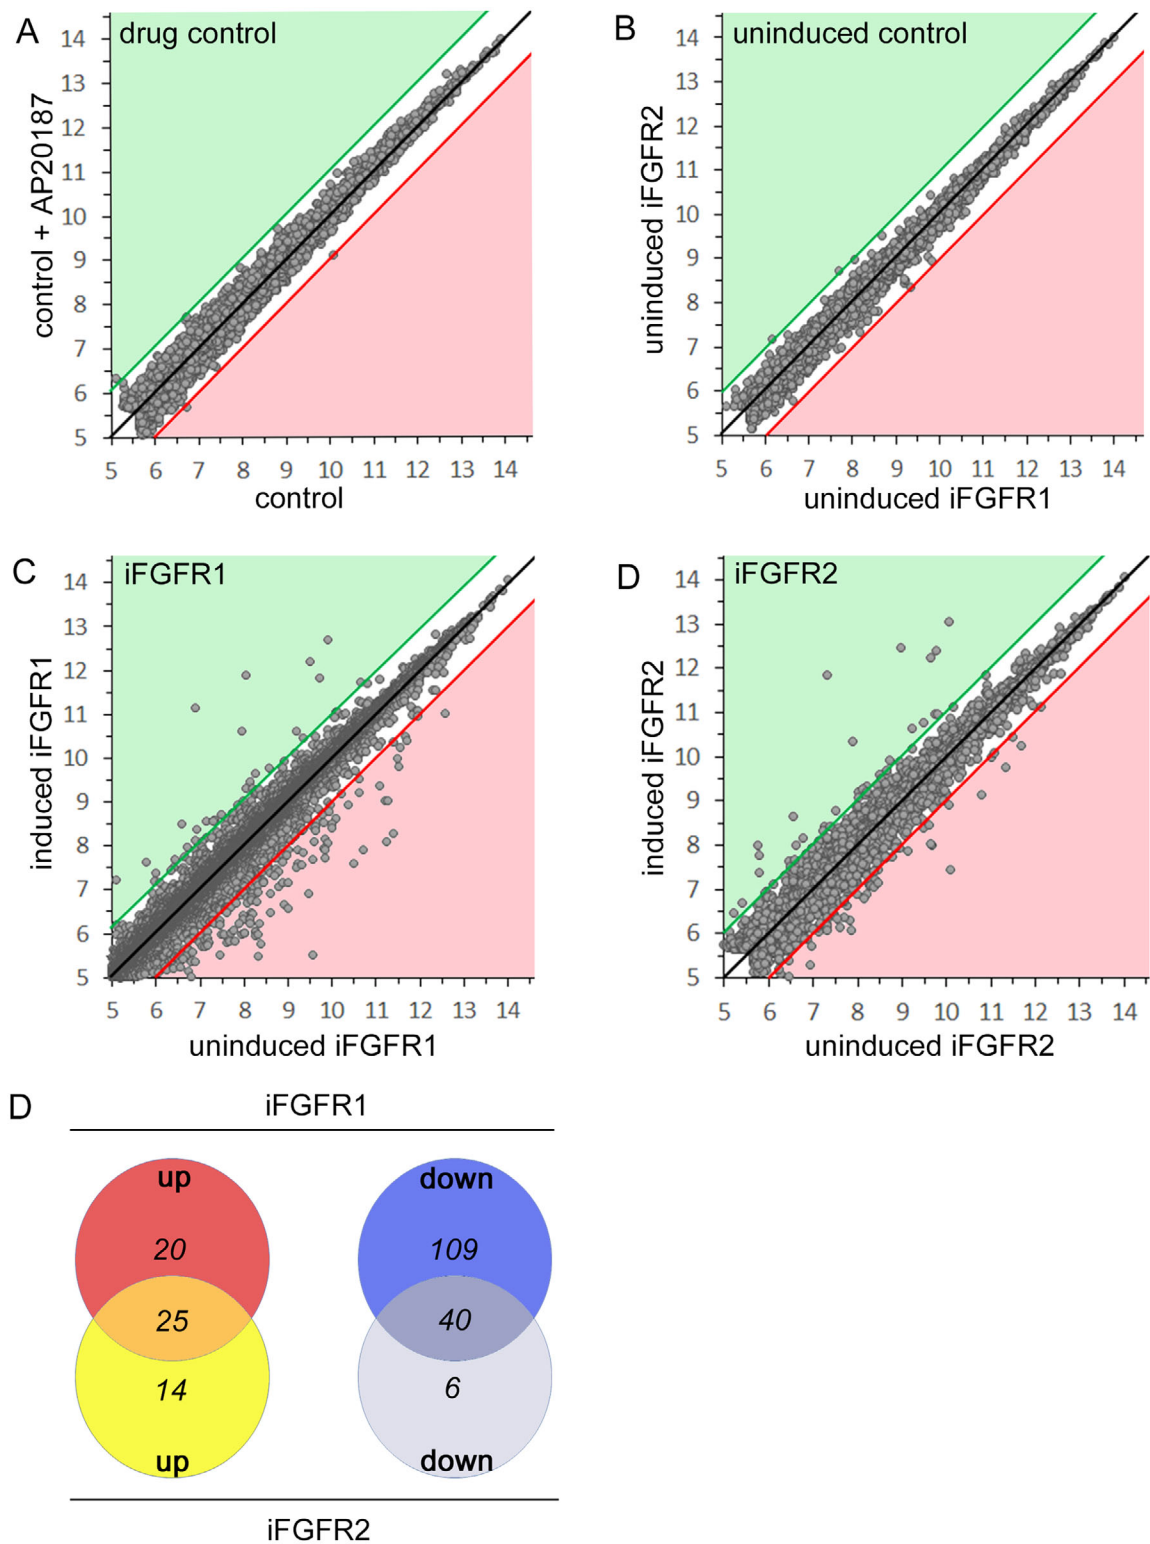 A
drug control
14
13
12
11
10
9
8
7
6
5
control + AP20187
5 6 7 8 9 10 11 12 13 14
control
B
uninduced control
14
13
12
11
10
9
8
7
6
5
uninduced iFGFR2
5 6 7 8 9 10 11 12 13 14
uninduced iFGFR1
C
iFGFR1
14
13
12
11
10
9
8
7
6
5
induced iFGFR1
5 6 7 8 9 10 11 12 13 14
uninduced iFGFR1
D
iFGFR2
14
13
12
11
10
9
8
7
6
5
induced iFGFR2
5 6 7 8 9 10 11 12 13 14
uninduced iFGFR2
D
iFGFR1
up
20
25
14
up
down
109
40
6
down
iFGFR2